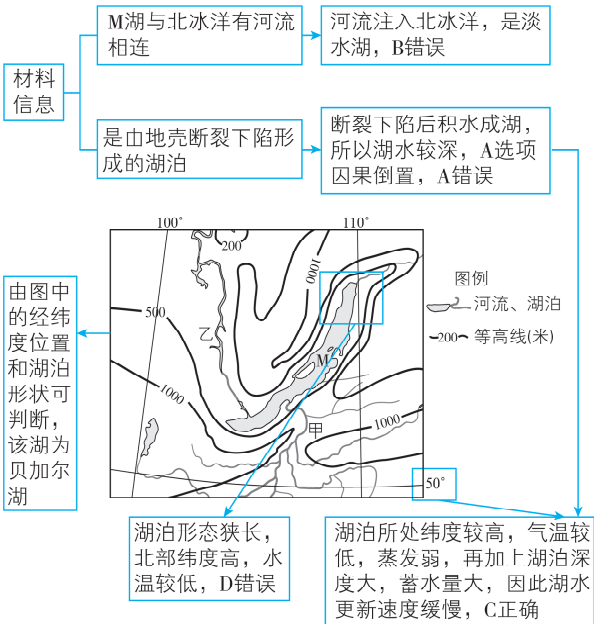 M湖与北冰洋有河流
相连
河流注入北冰洋，是淡
水湖，B错误
材料
信息
是由地壳断裂下陷形
成的湖泊
断裂下陷后积水成湖，
所以湖水较深，A选项
因果倒置，A错误
100°
110°
200
1000
500
乙
M
1000
甲
1000
50°
图例
河流、湖泊
200 等高线(米)
由图中
的经纬
度位置
和湖泊
形状可
判断，
该湖为
贝加尔
湖
湖泊形态狭长，
北部纬度高，水
温较低，D错误
湖泊所处纬度较高，气温较
低，蒸发弱，再加上湖泊深
度大，蓄水量大，因此湖水
更新速度缓慢，C正确